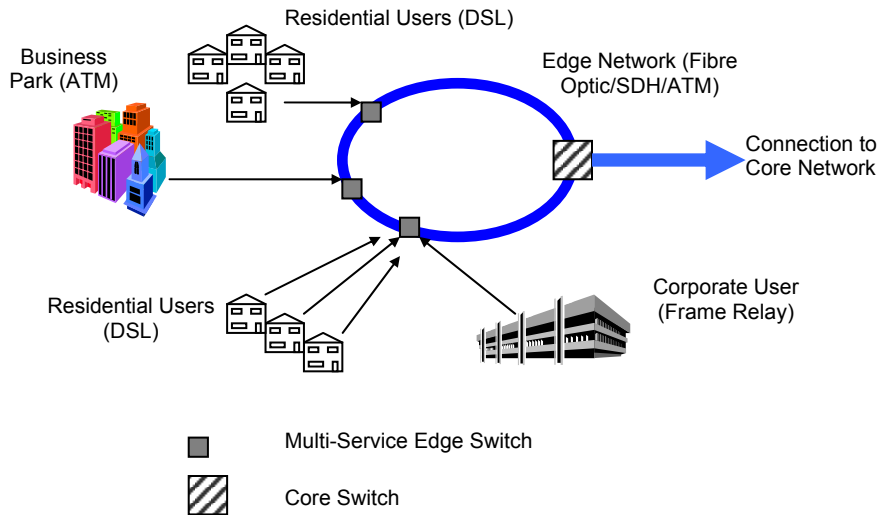 Residential Users (DSL)
Business
Park (ATM)
Edge Network (Fibre
Optic/SDH/ATM)
Connection to
Core Network
Residential Users
(DSL)
Corporate User
(Frame Relay)
Multi-Service Edge Switch
Core Switch